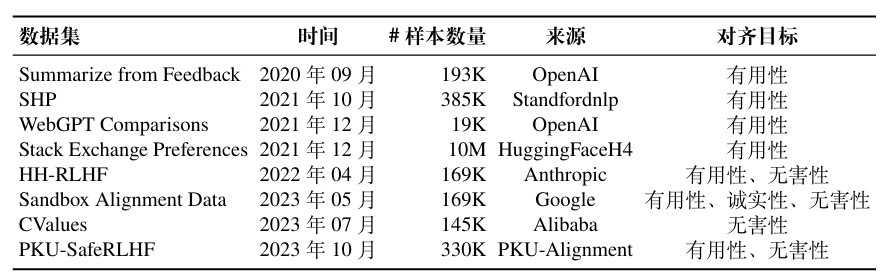 数据集 时间 # 样本数量 来源 对齐目标
Summarize from Feedback 2020 年 09 月 193K OpenAI 有用性
SHP 2021 年 10 月 385K Standfordnlp 有用性
WebGPT Comparisons 2021 年 12 月 19K OpenAI 有用性
Stack Exchange Preferences 2021 年 12 月 10M HuggingFaceH4 有用性
HH-RLHF 2022 年 04 月 169K Anthropic 有用性、无害性
Sandbox Alignment Data 2023 年 05 月 169K Google 有用性、诚实性、无害性
CValues 2023 年 07 月 145K Alibaba 无害性
PKU-SafeRLHF 2023 年 10 月 330K PKU-Alignment 有用性、无害性